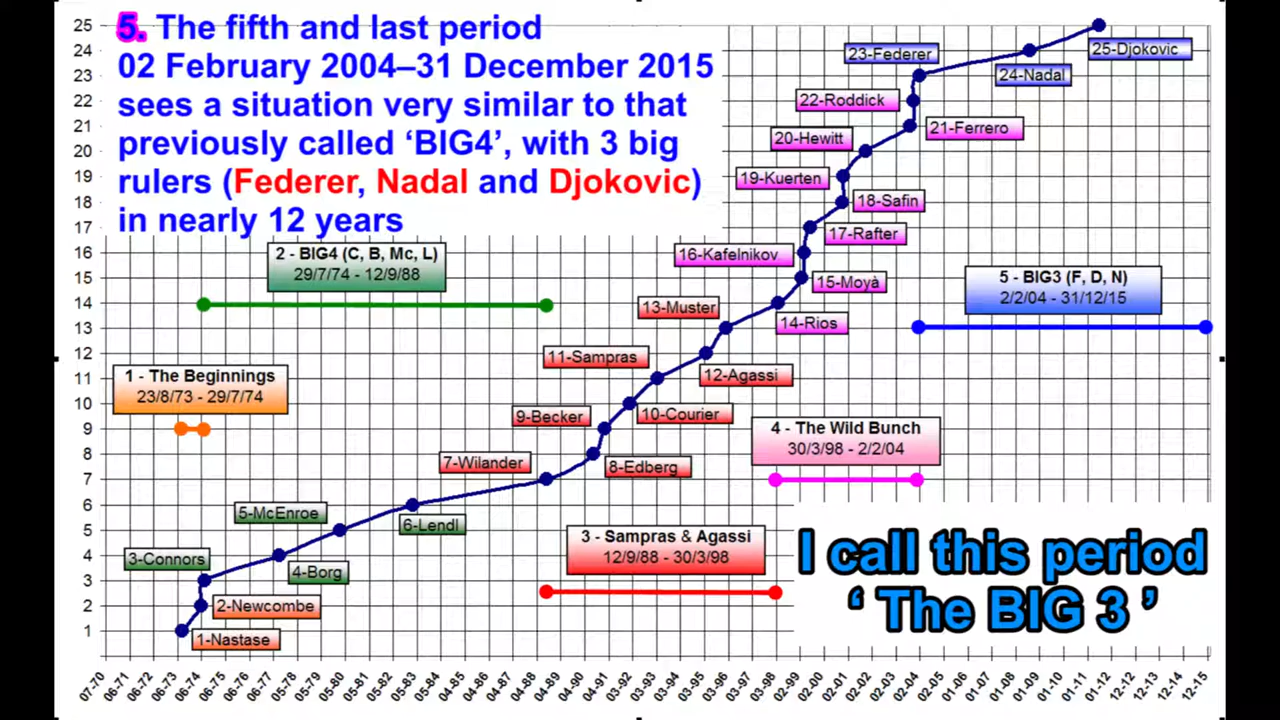 5. The fifth and last period
02 February 2004–31 December 2015
sees a situation very similar to that
previously called ‘BIG4’, with 3 big
rulers (Federer, Nadal and Djokovic)
in nearly 12 years
25
24
23
22
21
20
19
18
17
16
15
14
13
12
11
10
9
8
7
6
5
4
3
2
1
25-Djokovic
23-Federer
24-Nadal
22-Roddick
21-Ferrero
20-Hewitt
19-Kuerten
18-Safin
17-Rafter
16-Kafelnikov
15-Moyà
14-Rios
13-Muster
12-Agassi
11-Sampras
10-Courier
9-Becker
8-Edberg
7-Wilander
6-Lendl
5-McEnroe
4-Borg
3-Connors
2-Newcombe
1-Nastase
2 - BIG4 (C, B, Mc, L)
29/7/74 - 12/9/88
5 - BIG3 (F, D, N)
2/2/04 - 31/12/15
1 - The Beginnings
23/8/73 - 29/7/74
4 - The Wild Bunch
30/3/98 - 2/2/04
3 - Sampras & Agassi
12/9/88 - 30/3/98
I call this period
‘ The BIG 3 ’
07-70
06-71
06-72
06-73
06-74
06-75
06-76
06-77
05-78
05-79
05-80
05-81
05-82
05-83
04-84
04-85
04-86
04-87
04-88
04-89
04-90
04-91
03-92
03-93
03-94
03-95
03-96
03-97
03-98
02-99
02-00
02-01
02-02
02-03
02-04
02-05
01-06
01-07
01-08
01-09
01-10
01-11
01-12
12-12
12-13
12-14
12-15